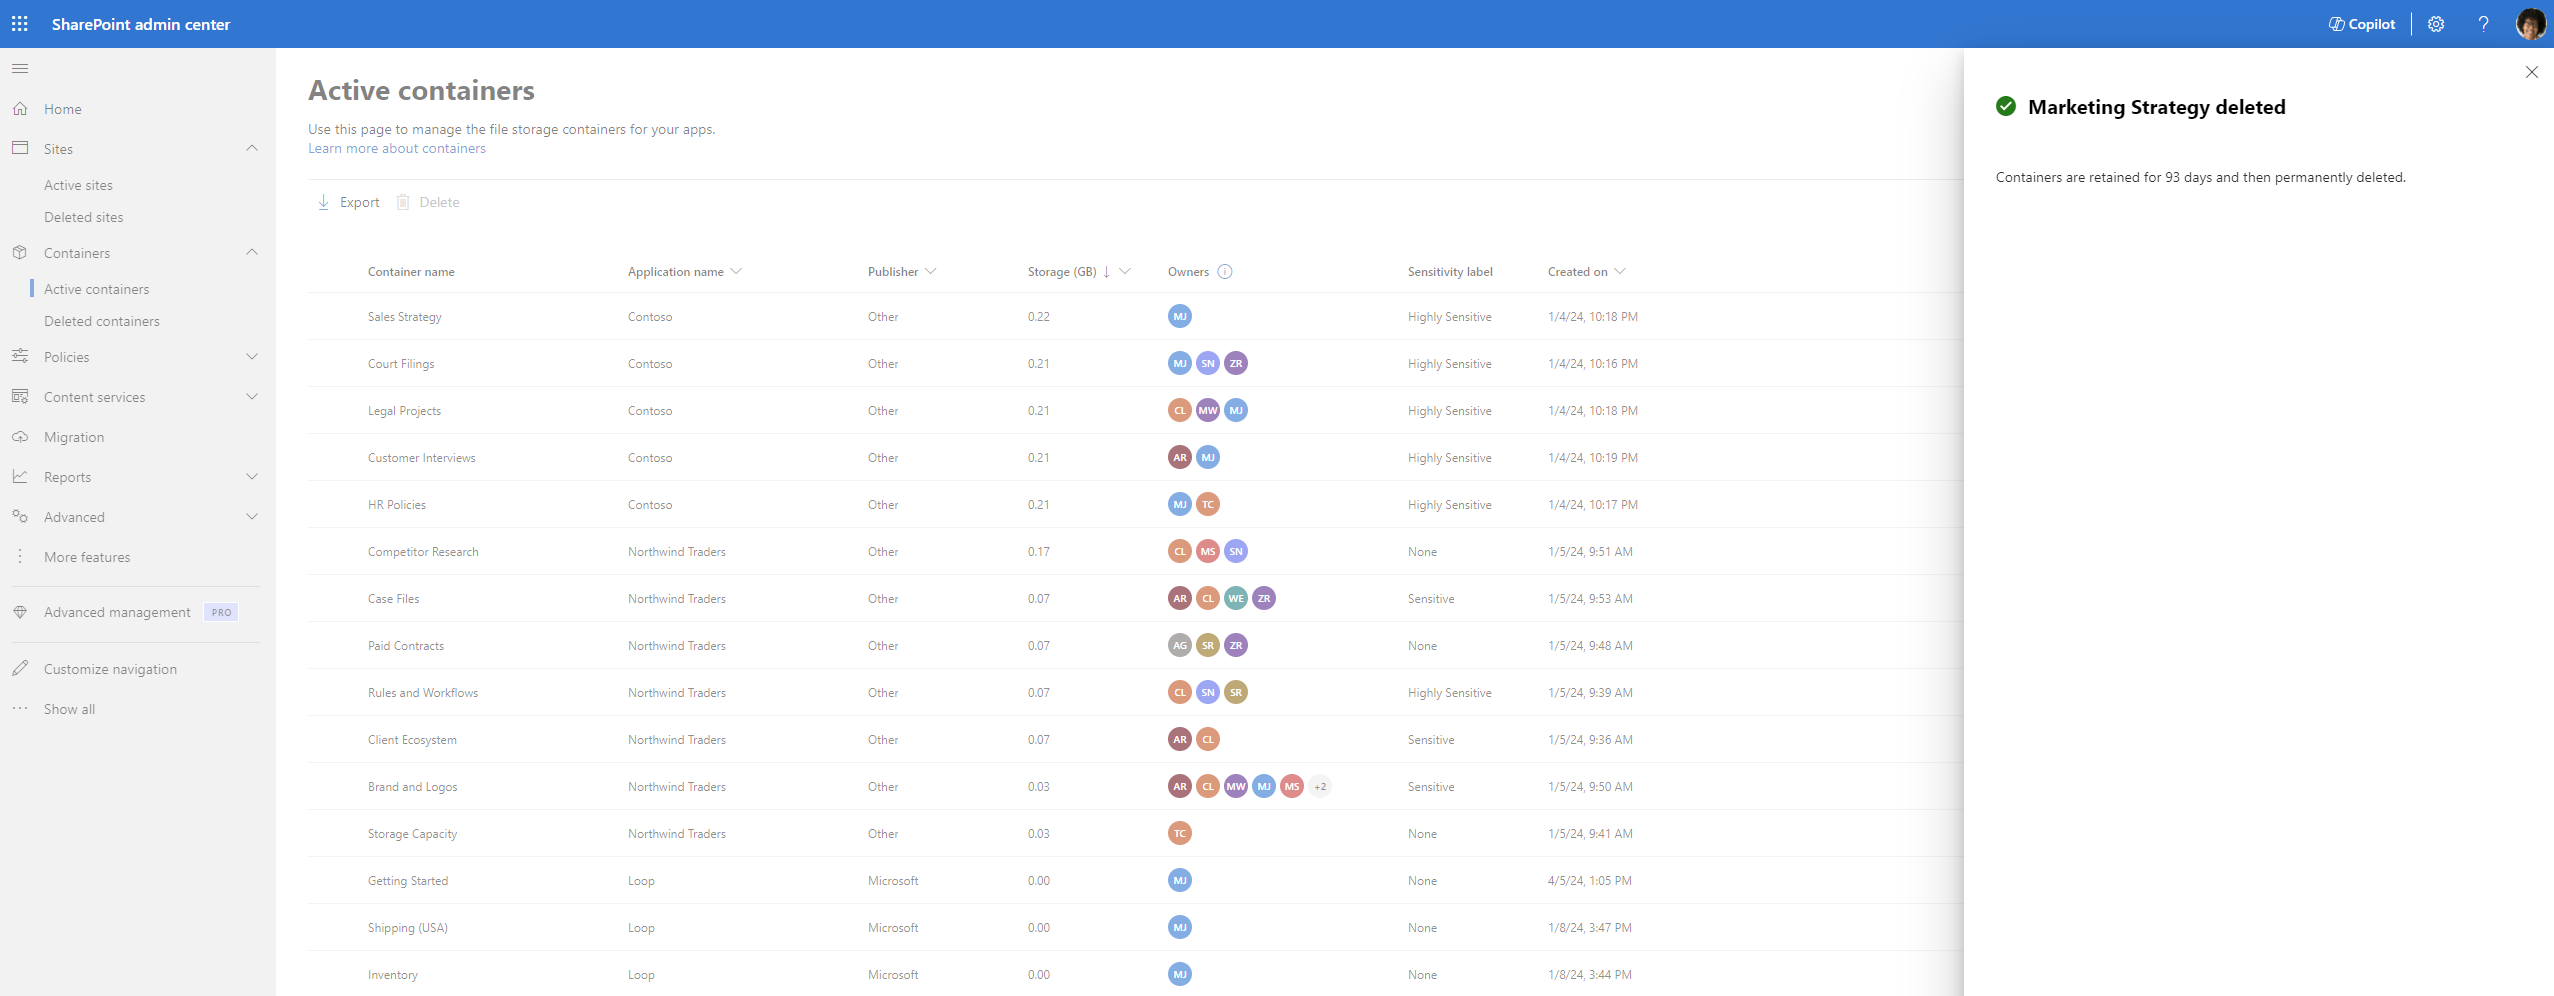 SharePoint admin center
Copilot
Home
Sites
Active sites
Deleted sites
Containers
Active containers
Deleted containers
Policies
Content services
Migration
Reports
Advanced
More features
Advanced management PRO
Customize navigation
Show all
Active containers
Use this page to manage the file storage containers for your apps.
Learn more about containers
Export Delete
Container name Application name Publisher Storage (GB) Owners Sensitivity label Created on
Sales Strategy Contoso Other 0.22 MJ Highly Sensitive 1/4/24, 10:18 PM
Court Filings Contoso Other 0.21 MJ SN ZR Highly Sensitive 1/4/24, 10:16 PM
Legal Projects Contoso Other 0.21 CL MW MJ Highly Sensitive 1/4/24, 10:18 PM
Customer Interviews Contoso Other 0.21 AR MJ Highly Sensitive 1/4/24, 10:19 PM
HR Policies Contoso Other 0.21 MJ TC Highly Sensitive 1/4/24, 10:17 PM
Competitor Research Northwind Traders Other 0.17 CL MS SN None 1/5/24, 9:51 AM
Case Files Northwind Traders Other 0.07 AR CL WE ZR Sensitive 1/5/24, 9:53 AM
Paid Contracts Northwind Traders Other 0.07 AG SR ZR None 1/5/24, 9:48 AM
Rules and Workflows Northwind Traders Other 0.07 CL SN SR Highly Sensitive 1/5/24, 9:39 AM
Client Ecosystem Northwind Traders Other 0.07 AR CL Sensitive 1/5/24, 9:36 AM
Brand and Logos Northwind Traders Other 0.03 AR CL MW MJ MS +2 Sensitive 1/5/24, 9:50 AM
Storage Capacity Northwind Traders Other 0.03 TC None 1/5/24, 9:41 AM
Getting Started Loop Microsoft 0.00 MJ None 4/5/24, 1:05 PM
Shipping (USA) Loop Microsoft 0.00 MJ None 1/8/24, 3:47 PM
Inventory Loop Microsoft 0.00 MJ None 1/8/24, 3:44 PM
Marketing Strategy deleted
Containers are retained for 93 days and then permanently deleted.